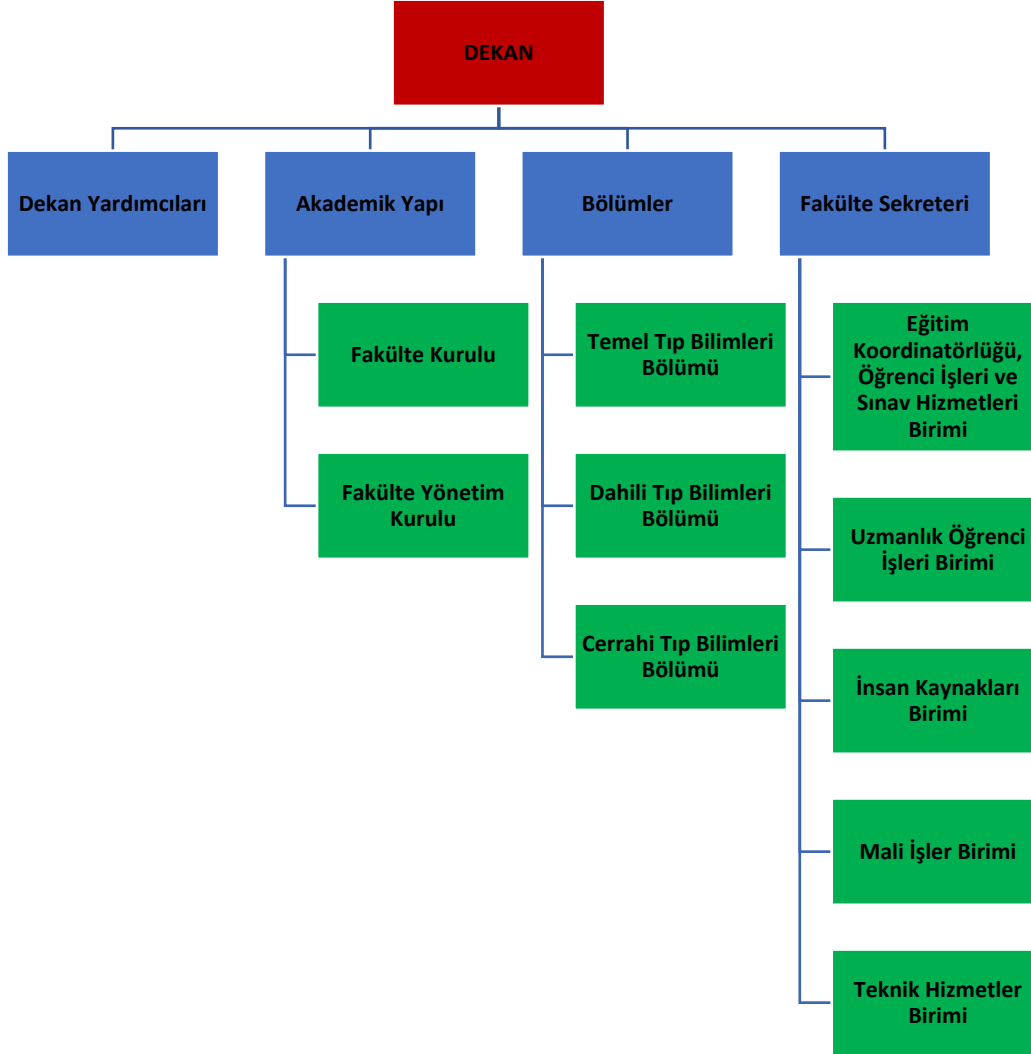 DEKAN
Dekan Yardımcıları
Akademik Yapı
Bölümler
Fakülte Sekreteri
Fakülte Kurulu
Fakülte Yönetim
Kurulu
Temel Tıp Bilimleri
Bölümü
Dahili Tıp Bilimleri
Bölümü
Cerrahi Tıp Bilimleri
Bölümü
Eğitim
Koordinatörlüğü,
Öğrenci İşleri ve
Sınav Hizmetleri
Birimi
Uzmanlık Öğrenci
İşleri Birimi
İnsan Kaynakları
Birimi
Mali İşler Birimi
Teknik Hizmetler
Birimi